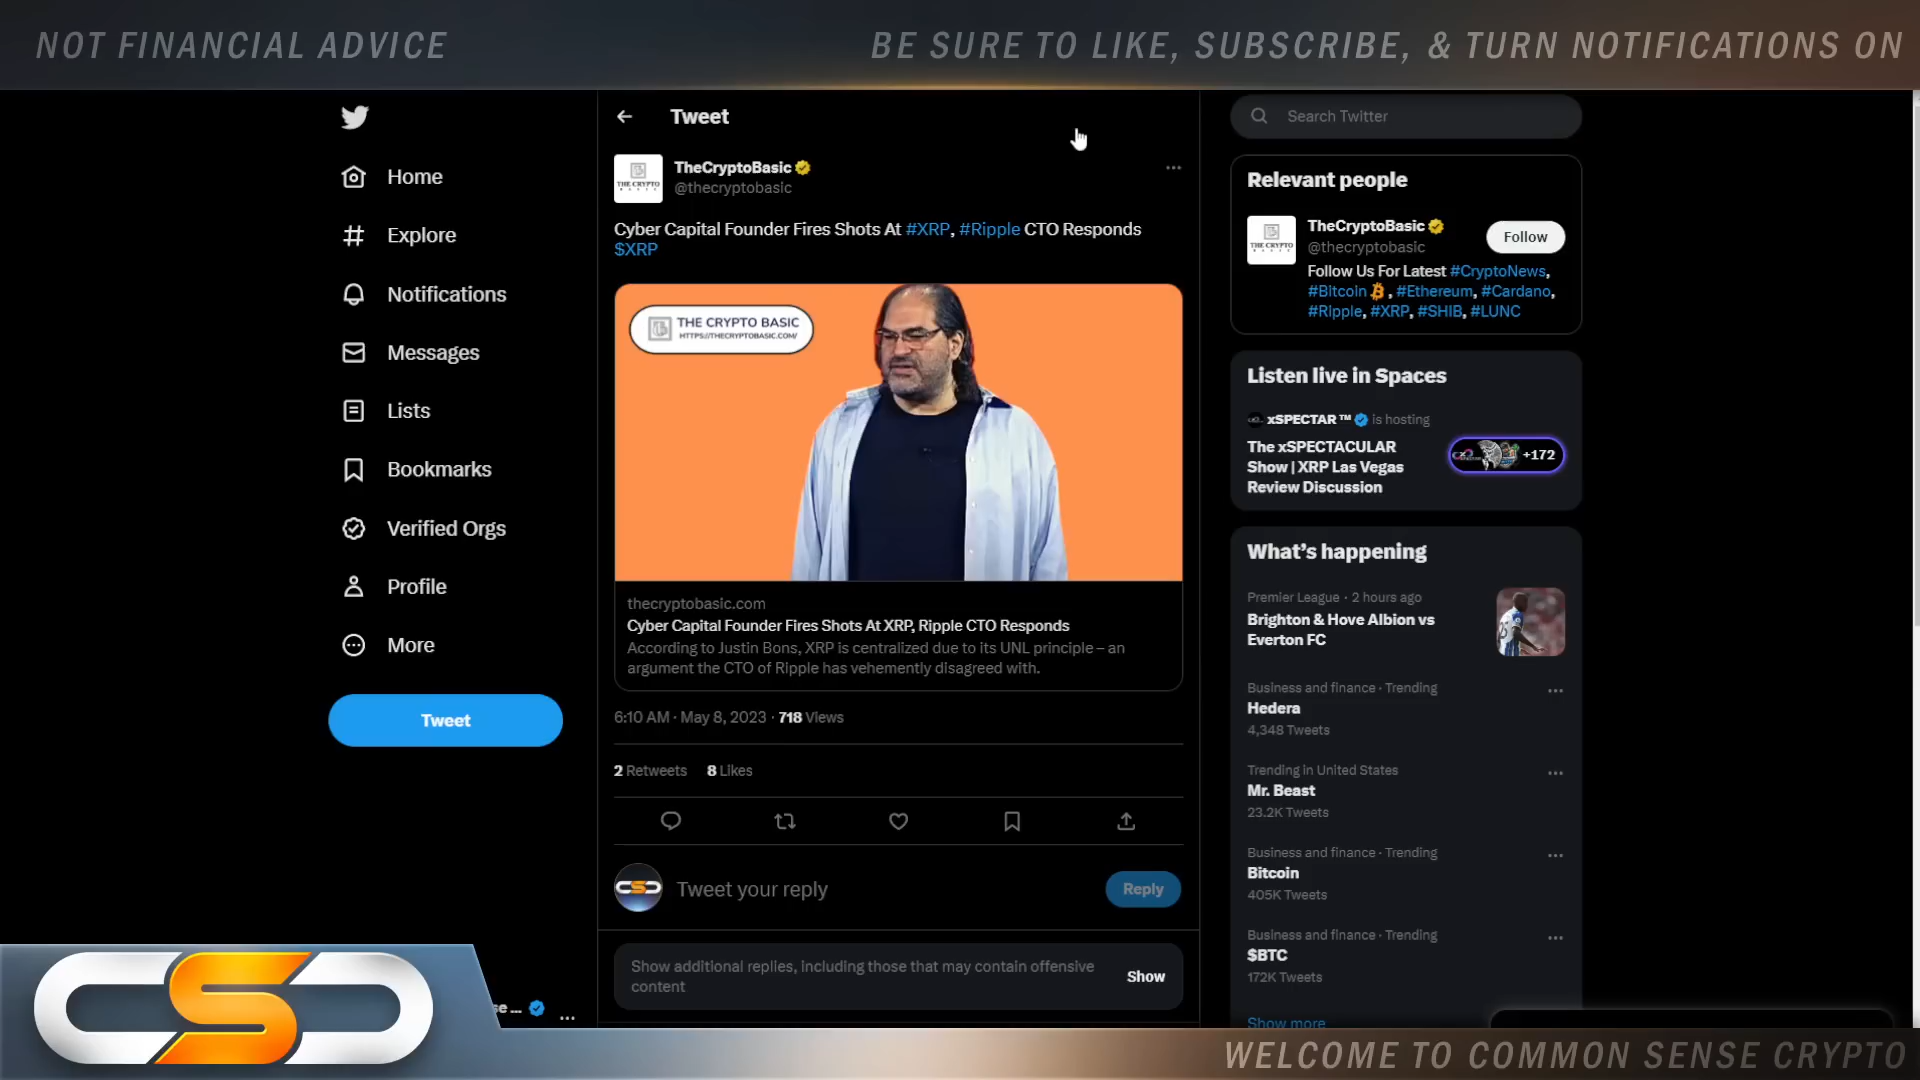 NOT FINANCIAL ADVICE
BE SURE TO LIKE, SUBSCRIBE, & TURN NOTIFICATIONS ON
Home
Explore
Notifications
Messages
Lists
Bookmarks
Verified Orgs
Profile
More
Tweet
se ...
Tweet
TheCryptoBasic
@thecryptobasic
Cyber Capital Founder Fires Shots At #XRP, #Ripple CTO Responds
$XRP
THE CRYPTO BASIC
HTTPS://THECRYPTOBASIC.COM/
thecryptobasic.com
Cyber Capital Founder Fires Shots At XRP, Ripple CTO Responds
According to Justin Bons, XRP is centralized due to its UNL principle – an
argument the CTO of Ripple has vehemently disagreed with.
6:10 AM · May 8, 2023 · 718 Views
2 Retweets 8 Likes
Tweet your reply
Reply
Show additional replies, including those that may contain offensive
content
Show
Search Twitter
Relevant people
TheCryptoBasic
@thecryptobasic
Follow
Follow Us For Latest #CryptoNews,
#Bitcoin , #Ethereum, #Cardano,
#Ripple, #XRP, #SHIB, #LUNC
Listen live in Spaces
xSPECTAR ™ is hosting
The xSPECTACULAR
Show | XRP Las Vegas
Review Discussion
+172
What's happening
Premier League · 2 hours ago
Brighton & Hove Albion vs
Everton FC
Business and finance · Trending
Hedera
4,348 Tweets
Trending in United States
Mr. Beast
23.2K Tweets
Business and finance · Trending
Bitcoin
405K Tweets
Business and finance · Trending
$BTC
172K Tweets
Show more
CSC
WELCOME TO COMMON SENSE CRYPTO